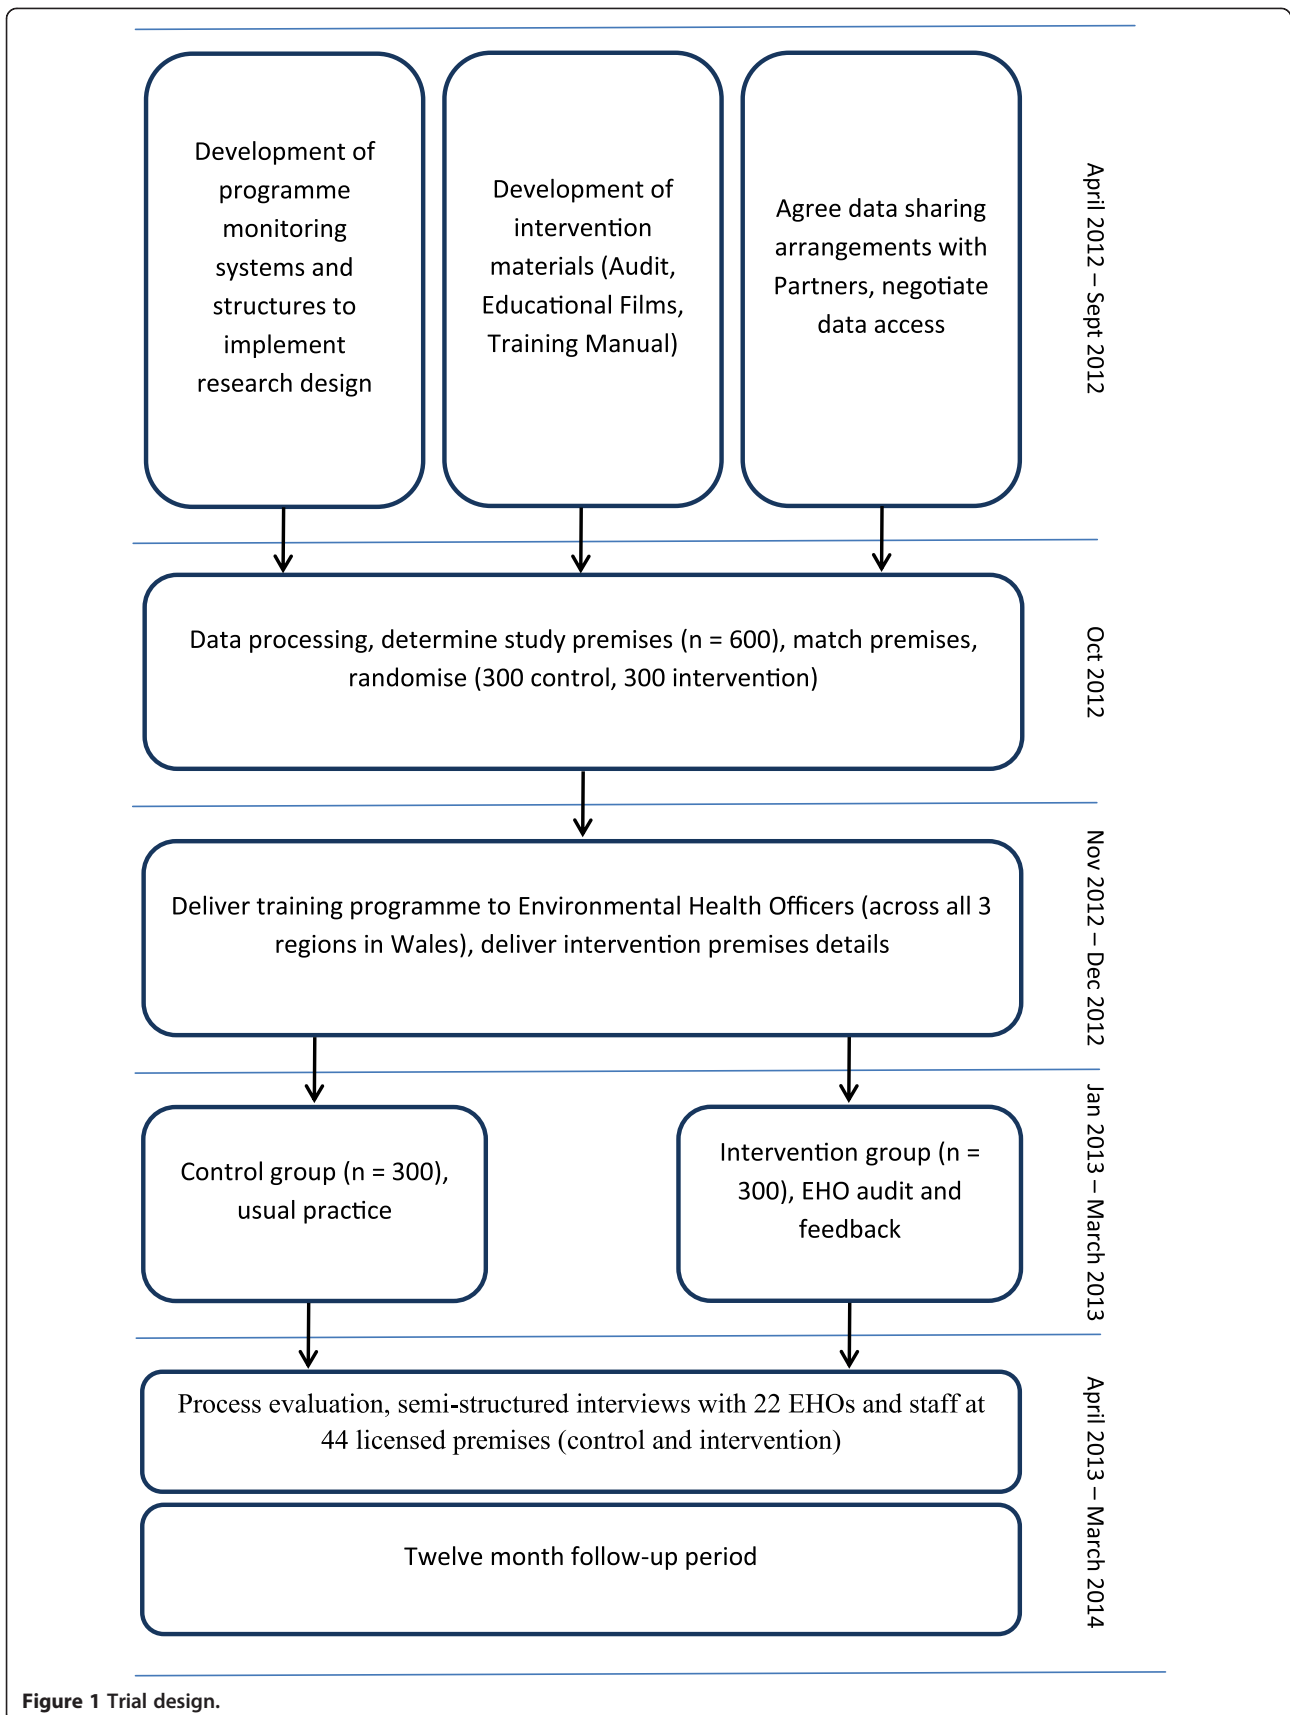 Development of
programme
monitoring
systems and
structures to
implement
research design
Development of
intervention
materials (Audit,
Educational Films,
Training Manual)
Agree data sharing
arrangements with
Partners, negotiate
data access
April 2012 – Sept 2012
Data processing, determine study premises (n = 600), match premises,
randomise (300 control, 300 intervention)
Oct 2012
Deliver training programme to Environmental Health Officers (across all 3
regions in Wales), deliver intervention premises details
Nov 2012 – Dec 2012
Control group (n = 300),
usual practice
Intervention group (n =
300), EHO audit and
feedback
Jan 2013 – March 2013
Process evaluation, semi-structured interviews with 22 EHOs and staff at
44 licensed premises (control and intervention)
Twelve month follow-up period
April 2013 – March 2014
Figure 1 Trial design.